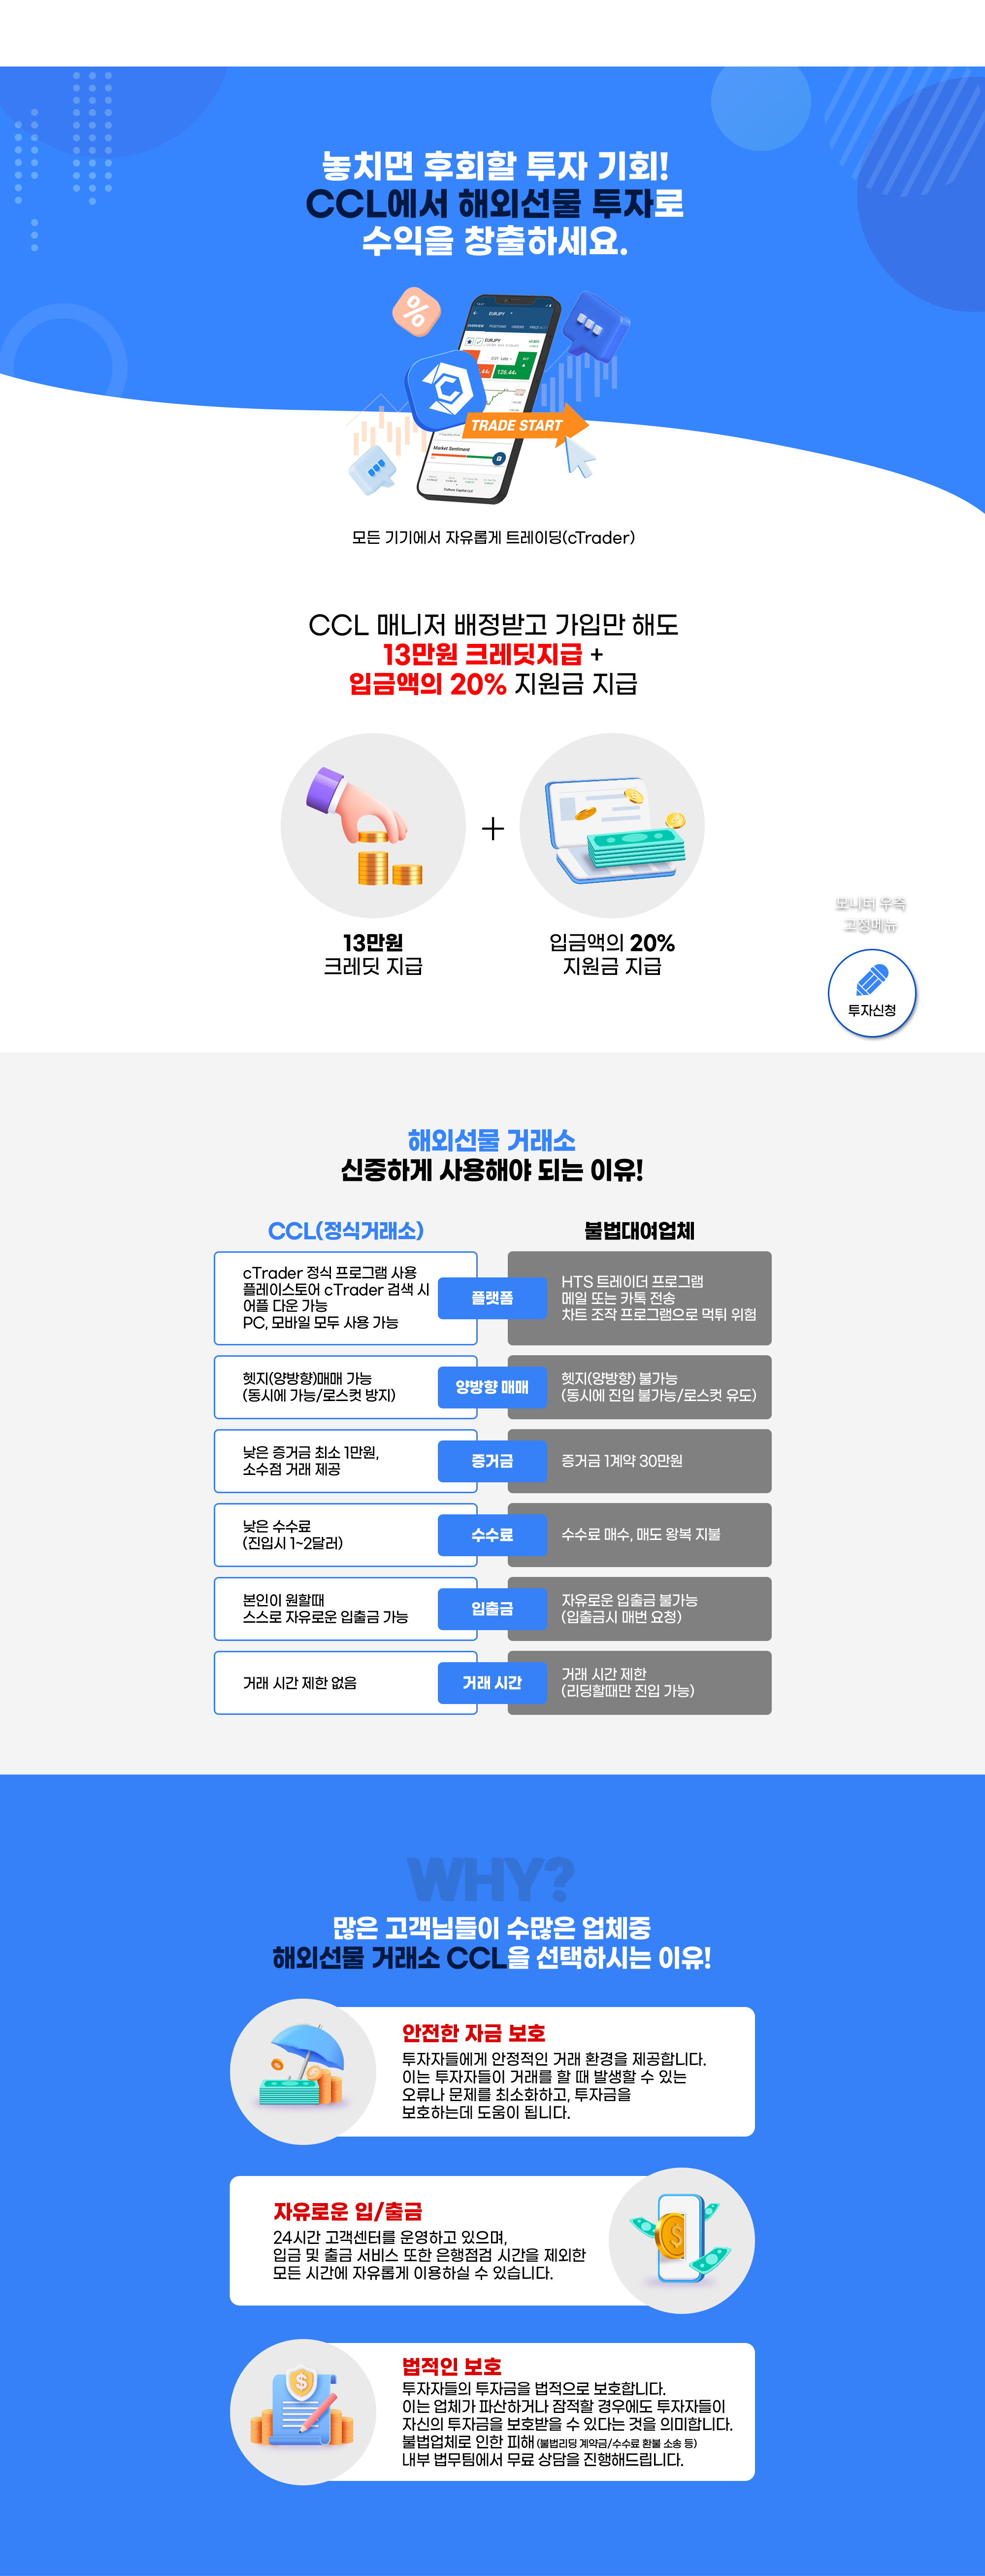 놓치면 후회할 투자 기회!
CCL에서 해외선물 투자로
수익을 창출하세요.
EURJPY
OVERVIEW POSITIONS ORDERS
EURJPY
126.44
TRADE START
Market Sentiment
모든 기기에서 자유롭게 트레이딩(cTrader)
CCL 매니저 배정받고 가입만 해도
13만원 크레딧지급 +
입금액의 20% 지원금 지급
+
13만원
크레딧 지급
입금액의 20%
지원금 지급
모니터 우측
고정메뉴
투자신청
해외선물 거래소
신중하게 사용해야 되는 이유!
CCL(정식거래소)
불법대여업체
cTrader 정식 프로그램 사용
플레이스토어 cTrader 검색 시
어플 다운 가능
PC, 모바일 모두 사용 가능
플랫폼
HTS 트레이더 프로그램
메일 또는 카톡 전송
차트 조작 프로그램으로 먹튀 위험
헷지(양방향)매매 가능
(동시에 가능/로스컷 방지)
양방향 매매
헷지(양방향) 불가능
(동시에 진입 불가능/로스컷 유도)
낮은 증거금 최소 1만원,
소수점 거래 제공
증거금
증거금 1계약 30만원
낮은 수수료
(진입시 1~2달러)
수수료
수수료 매수, 매도 왕복 지불
본인이 원할때
스스로 자유로운 입출금 가능
입출금
자유로운 입출금 불가능
(입출금시 매번 요청)
거래 시간 제한 없음
거래 시간
거래 시간 제한
(리딩할때만 진입 가능)
WHY?
많은 고객님들이 수많은 업체중
해외선물 거래소 CCL을 선택하시는 이유!
안전한 자금 보호
투자자들에게 안정적인 거래 환경을 제공합니다.
이는 투자자들이 거래를 할 때 발생할 수 있는
오류나 문제를 최소화하고, 투자금을
보호하는데 도움이 됩니다.
자유로운 입/출금
24시간 고객센터를 운영하고 있으며,
입금 및 출금 서비스 또한 은행점검 시간을 제외한
모든 시간에 자유롭게 이용하실 수 있습니다.
법적인 보호
투자자들의 투자금을 법적으로 보호합니다.
이는 업체가 파산하거나 잠적할 경우에도 투자자들이
자신의 투자금을 보호받을 수 있다는 것을 의미합니다.
불법업체로 인한 피해(불법리딩 계약금/수수료 환불 소송 등)
내부 법무팀에서 무료 상담을 진행해드립니다.